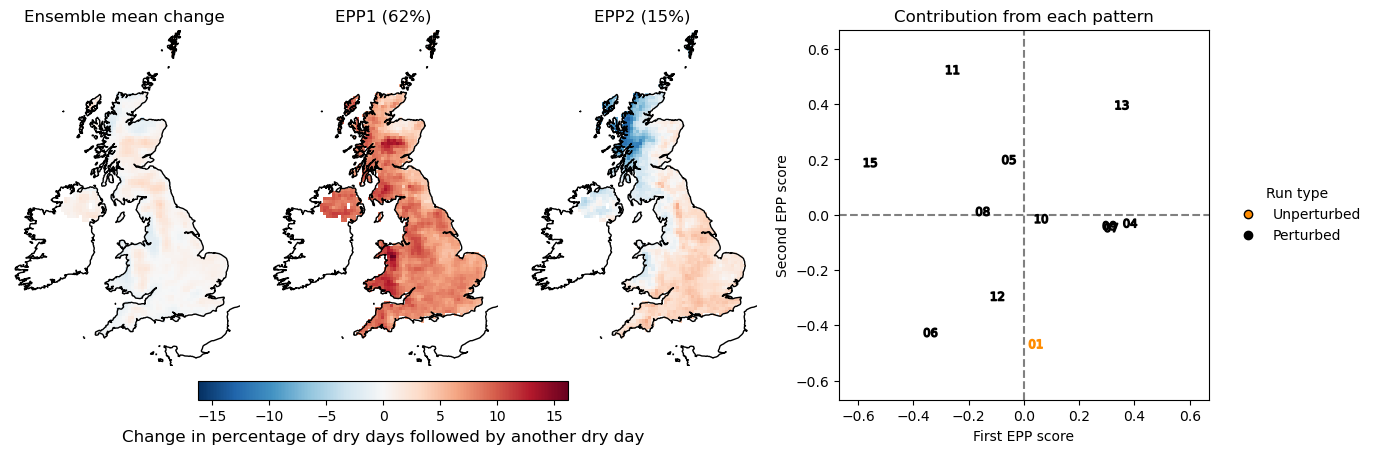 Ensemble mean change
EPP1 (62%)
EPP2 (15%)
−15 −10 −5 0 5 10 15
Change in percentage of dry days followed by another dry day
Contribution from each pattern
Second EPP score
0.6
0.4
0.2
0.0
−0.2
−0.4
−0.6
11
13
15
05
08
10
04
12
06
01
−0.6 −0.4 −0.2 0.0 0.2 0.4 0.6
First EPP score
Run type
Unperturbed
Perturbed